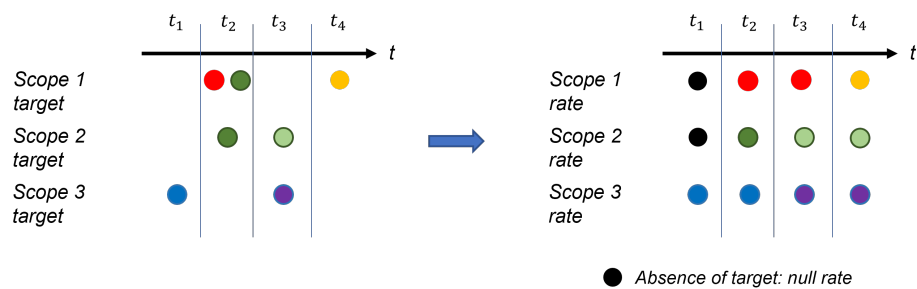 t₁ t₂ t₃ t₄
t
Scope 1
target
Scope 2
target
Scope 3
target
t₁ t₂ t₃ t₄
t
Scope 1
rate
Scope 2
rate
Scope 3
rate
Absence of target: null rate